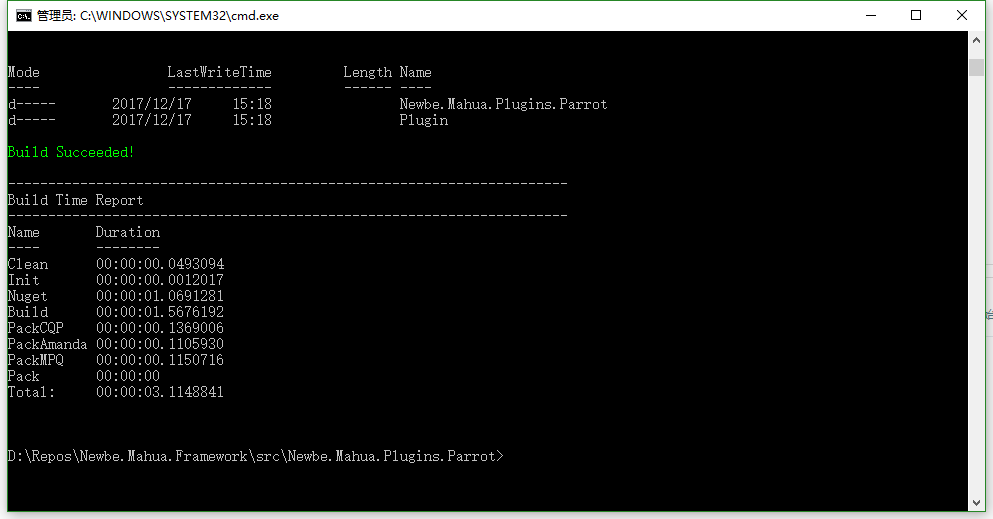 管理员: C:\WINDOWS\SYSTEM32\cmd.exe
Mode                LastWriteTime         Length Name
----                -------------         ------ ----
d-----       2017/12/17     15:18                Newbe.Mahua.Plugins.Parrot
d-----       2017/12/17     15:18                Plugin
Build Succeeded!
----------------------------------------------------------------------
Build Time Report
----------------------------------------------------------------------
Name       Duration
----       --------
Clean      00:00:00.0493094
Init       00:00:00.0012017
Nuget      00:00:01.0691281
Build      00:00:01.5676192
PackCQP    00:00:00.1369006
PackAmanda 00:00:00.1105930
PackMPQ    00:00:00.1150716
Pack       00:00:00
Total:     00:00:03.1148841
D:\Repos\Newbe.Mahua.Framework\src\Newbe.Mahua.Plugins.Parrot>